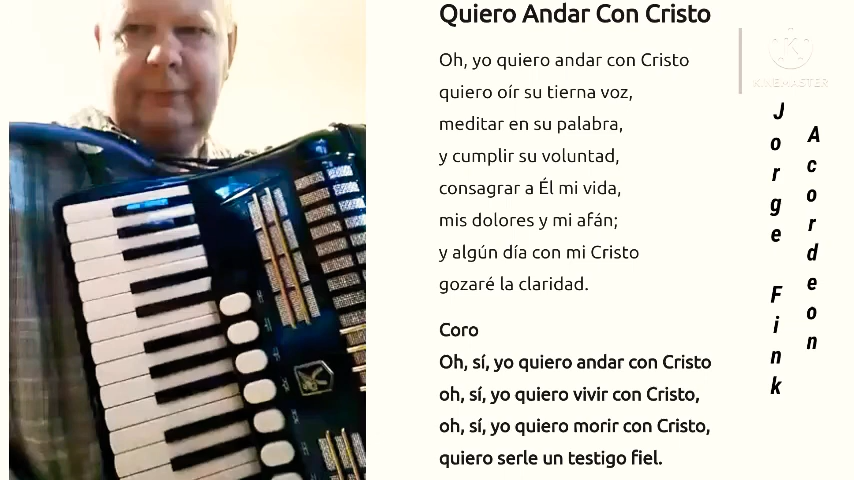 Quiero Andar Con Cristo
Oh, yo quiero andar con Cristo
quiero oír su tierna voz,
meditar en su palabra,
y cumplir su voluntad,
consagrar a Él mi vida,
mis dolores y mi afán;
y algún día con mi Cristo
gozaré la claridad.
Coro
Oh, sí, yo quiero andar con Cristo
oh, sí, yo quiero vivir con Cristo,
oh, sí, yo quiero morir con Cristo,
quiero serle un testigo fiel.
KINEMASTER
Jorge Fink
Acordeon